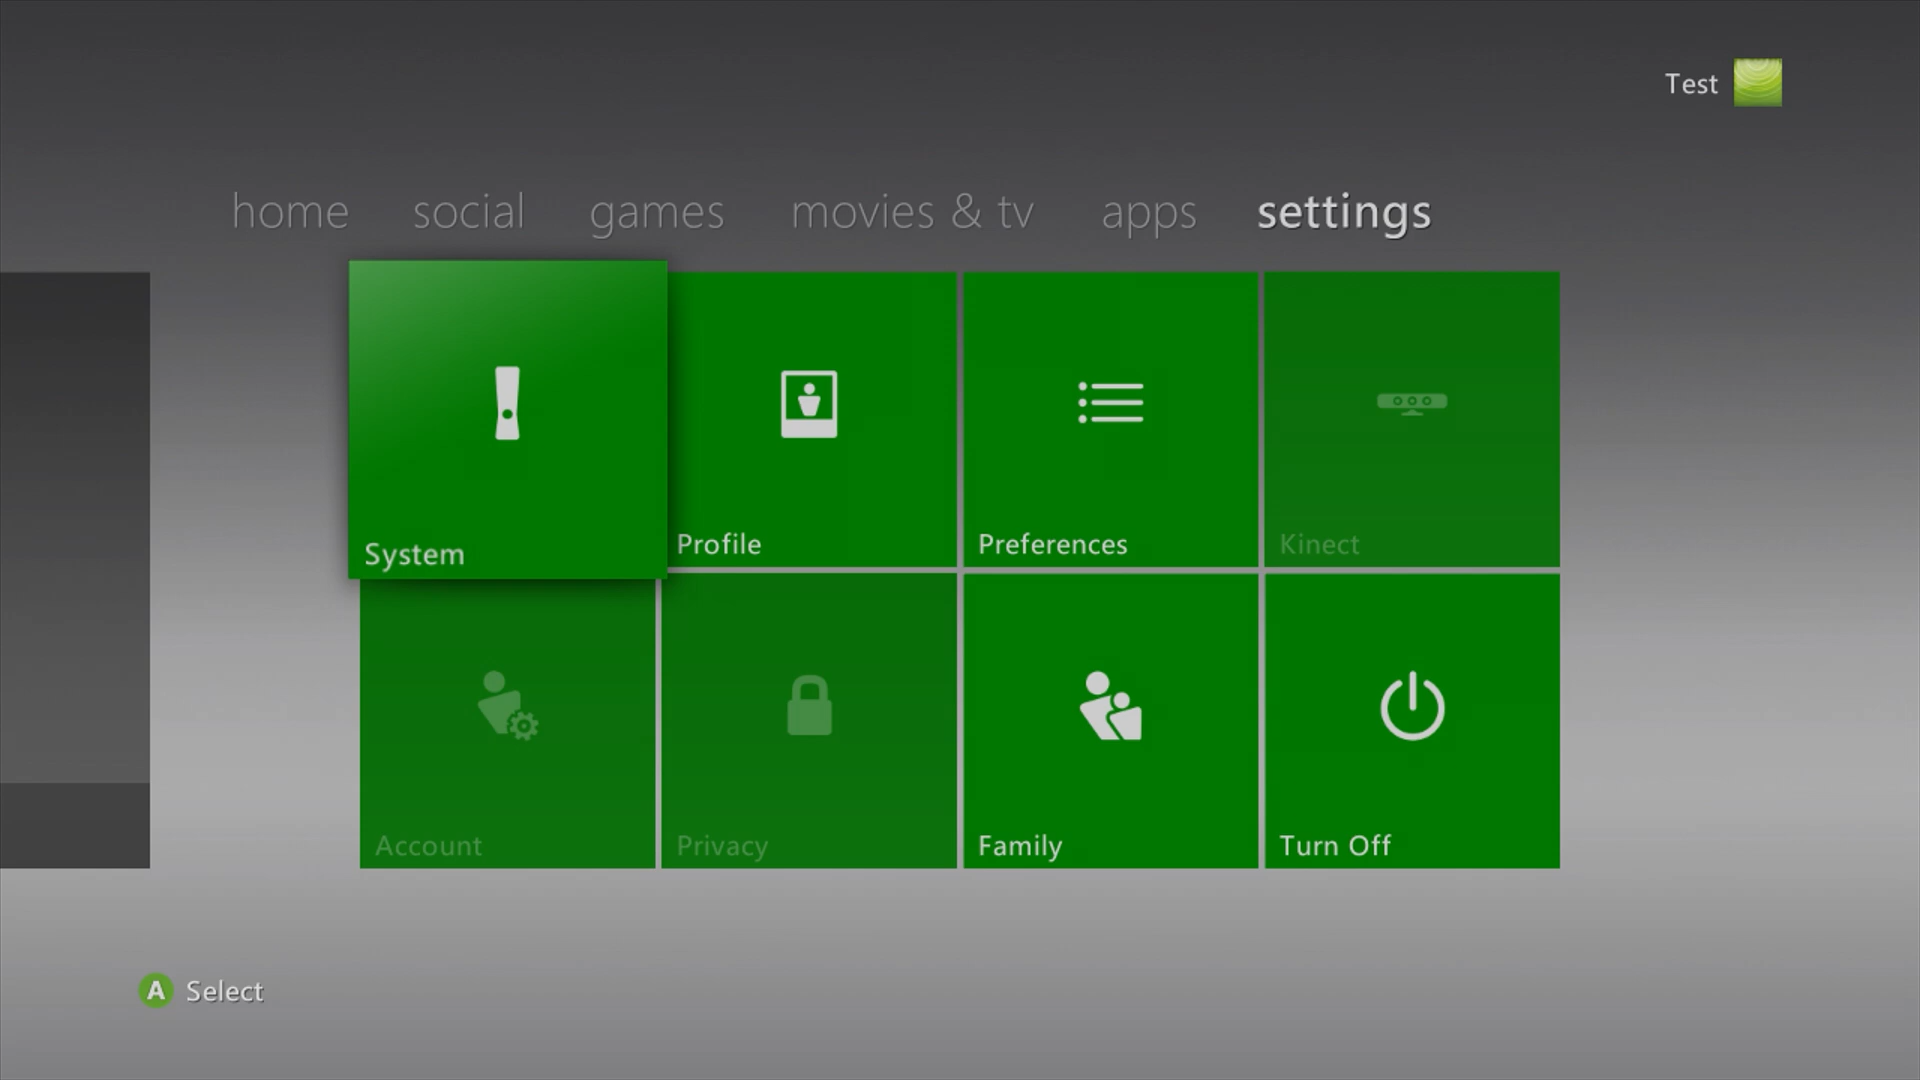 Test
home social games movies & tv apps settings
System Profile Preferences Kinect
Account Privacy Family Turn Off
A Select